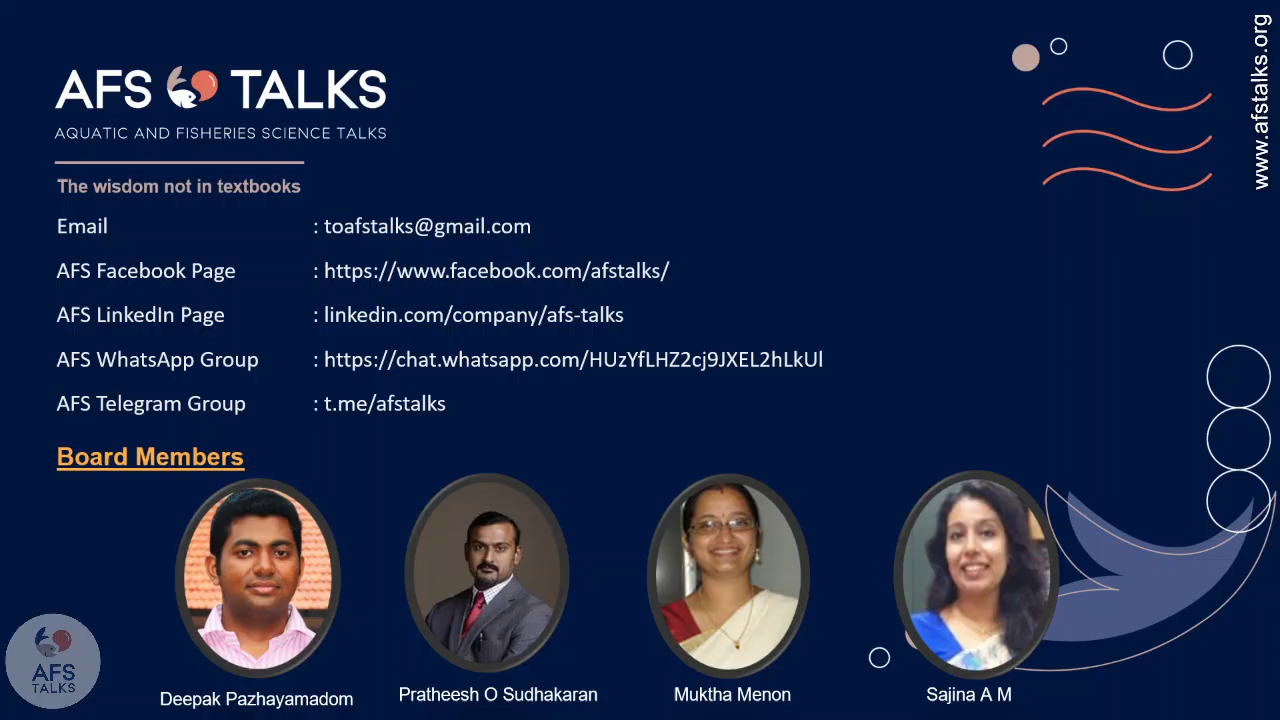 www.afstalks.org
AFS TALKS
AQUATIC AND FISHERIES SCIENCE TALKS
The wisdom not in textbooks
Email : toafstalks@gmail.com
AFS Facebook Page : https://www.facebook.com/afstalks/
AFS LinkedIn Page : linkedin.com/company/afs-talks
AFS WhatsApp Group : https://chat.whatsapp.com/HUzYfLHZ2cj9JXEL2hLkUl
AFS Telegram Group : t.me/afstalks
Board Members
AFS
TALKS
Deepak Pazhayamadom
Pratheesh O Sudhakaran
Muktha Menon
Sajina A M